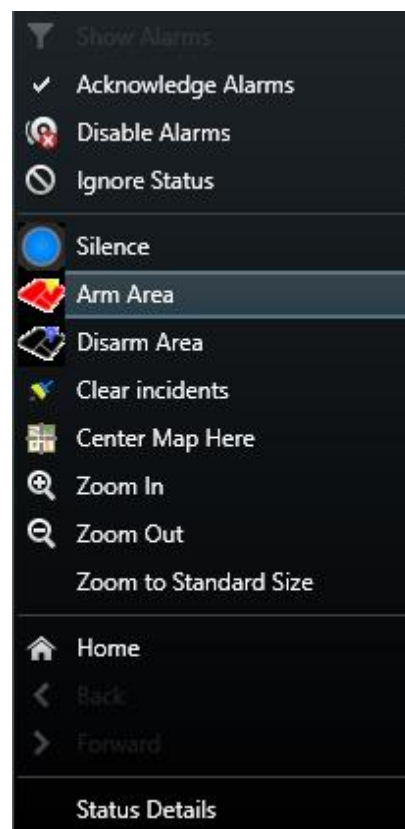 Show Alarms
Acknowledge Alarms
Disable Alarms
Ignore Status
Silence
Arm Area
Disarm Area
Clear incidents
Center Map Here
Zoom In
Zoom Out
Zoom to Standard Size
Home
Back
Forward
Status Details